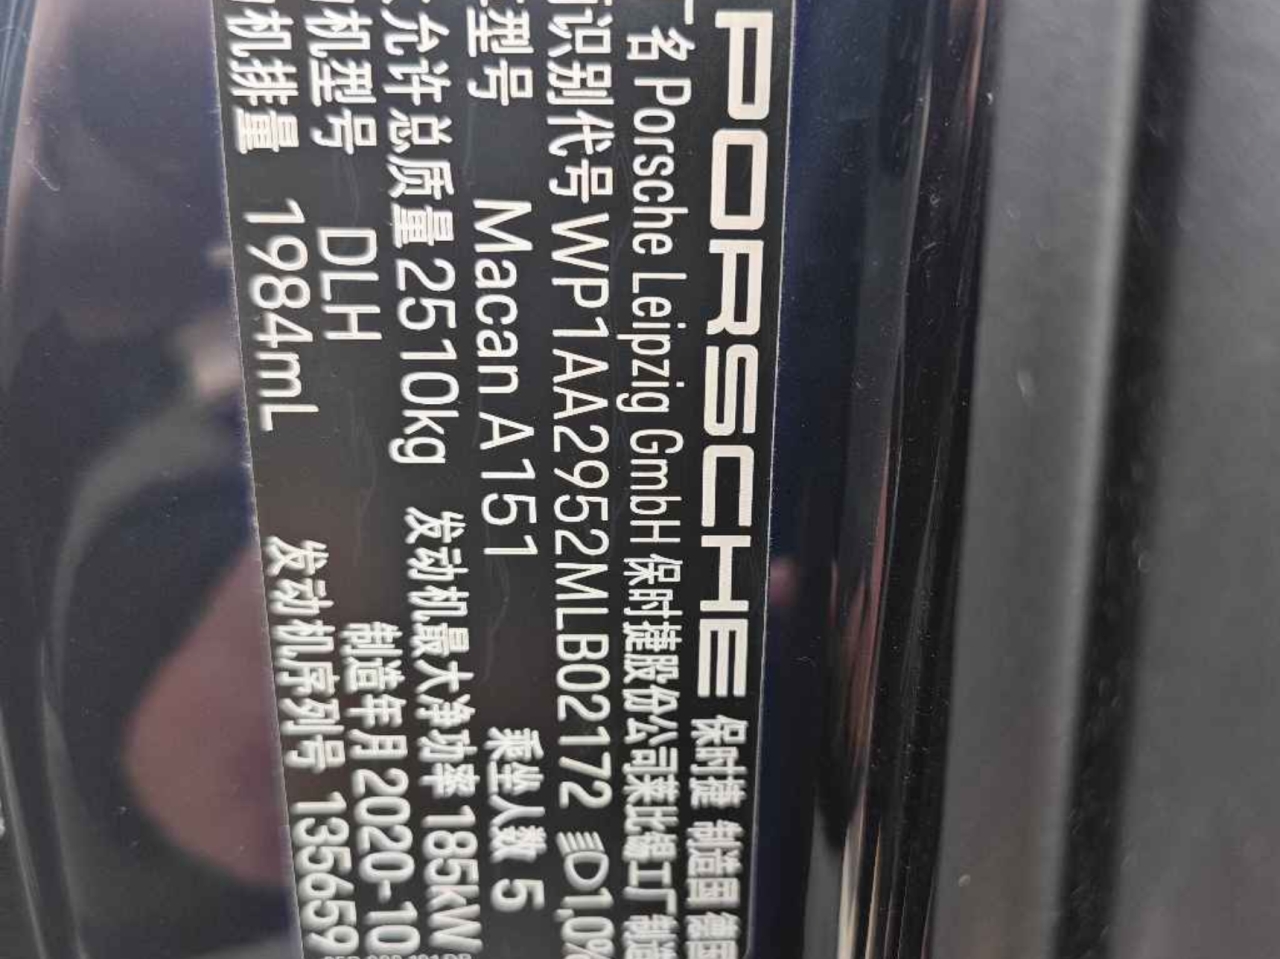 PORSCHE 保时捷 制造国 德国
厂名 Porsche Leipzig GmbH 保时捷股份公司莱比锡工厂 制造
识别代号 WP1AA2952MLB02172 1,0%
型号 Macan A151 乘坐人数 5
允许总质量 2510kg 发动机最大净功率 185kW
机型号 DLH 制造年月 2020-10
机排量 1984mL 发动机序列号 135659